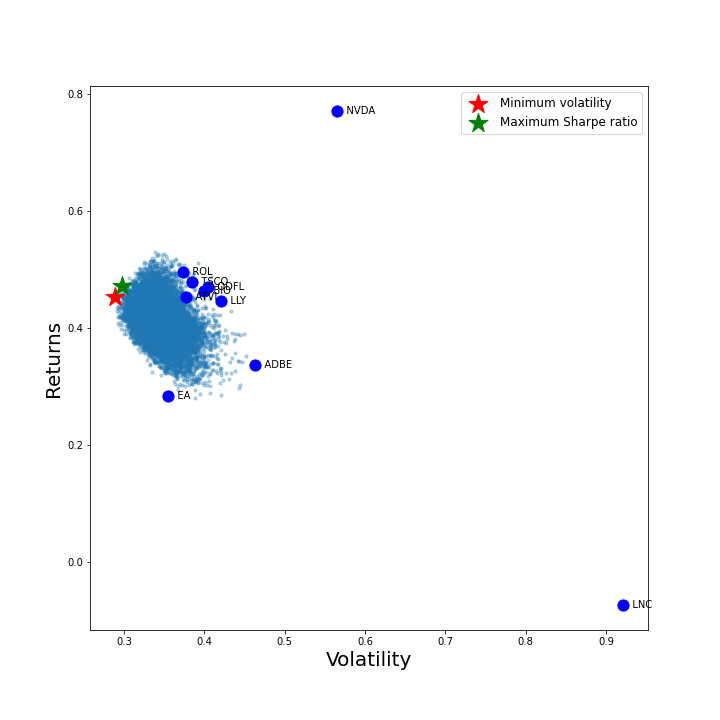 0.8
NVDA
Minimum volatility
Maximum Sharpe ratio
0.6
ROL
TSCO
ODFL
BIO
ATVI
LLY
0.4
ADBE
EA
Returns
0.2
0.0
LNC
0.3 0.4 0.5 0.6 0.7 0.8 0.9
Volatility